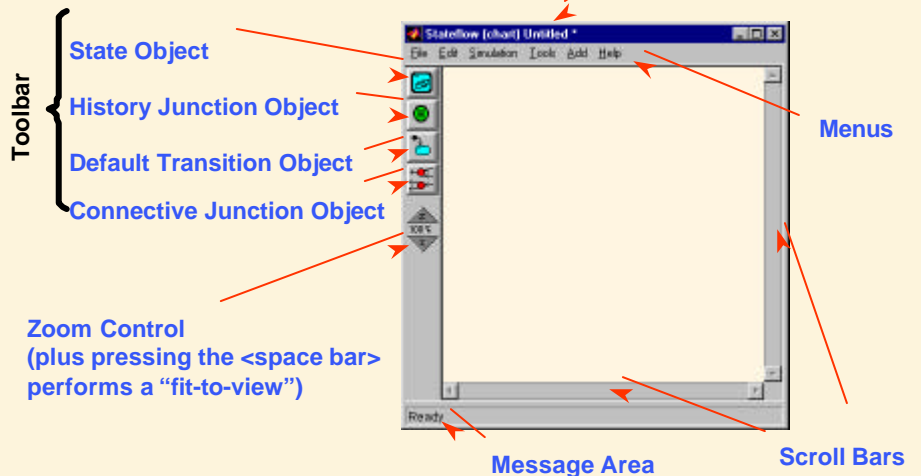 Stateflow (chart) Untitled *
File Edit Simulation Tools Add Help
Toolbar
State Object
History Junction Object
Default Transition Object
Connective Junction Object
Menus
100%
Zoom Control
(plus pressing the <space bar>
performs a “fit-to-view”)
Ready
Message Area
Scroll Bars